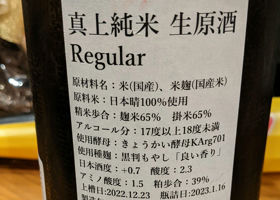 真上純米 生原酒
Regular
原材料名：米(国産)、米麹(国産米)
原料米：日本晴100%使用
精米歩合：麹米65% 掛米65%
アルコール分：17度以上18度未満
使用酵母：きょうかい酵母KArg701
使用種麹：黒判もやし「良い香り」
日本酒度：+0.7 酸度：2.3
アミノ酸度：1.5 粕歩合：39%
上槽日:2022.12.23 瓶詰日:2023.1.16